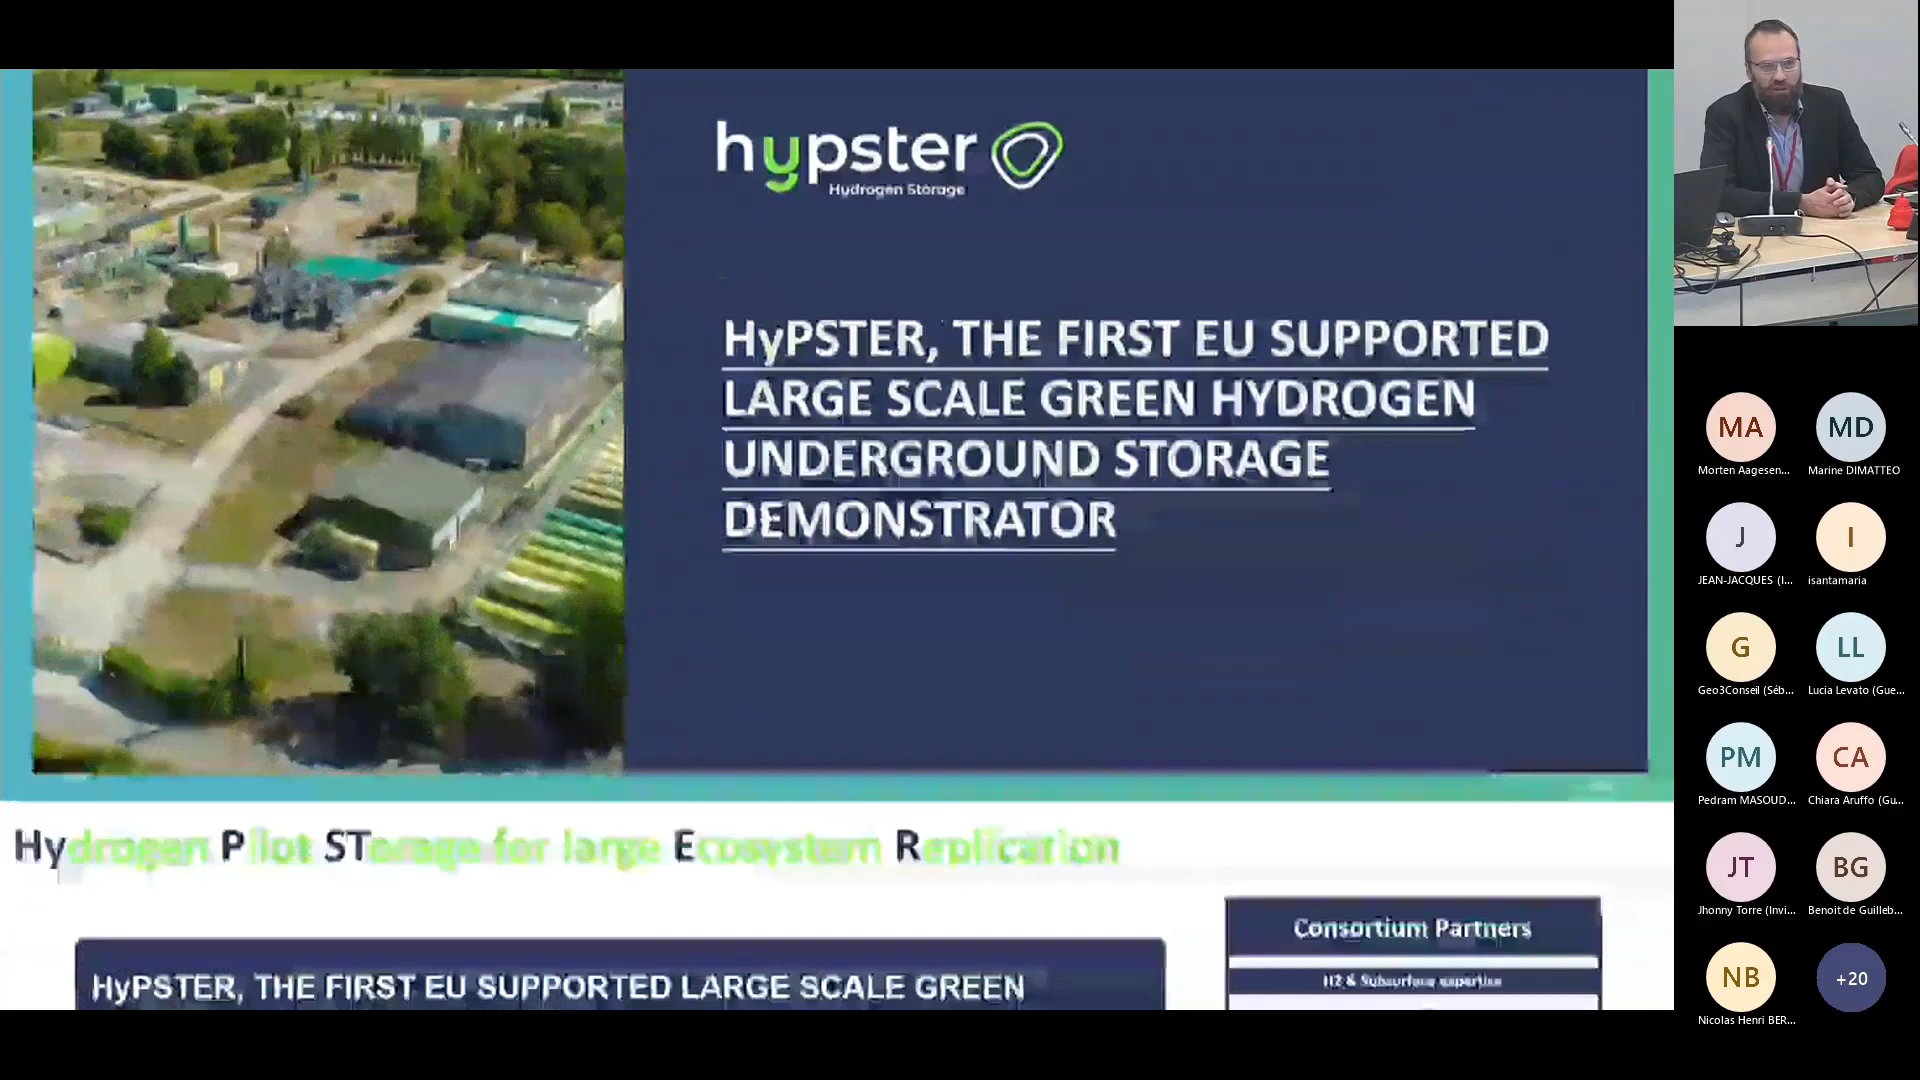 hypster
Hydrogen Storage
HyPSTER, THE FIRST EU SUPPORTED
LARGE SCALE GREEN HYDROGEN
UNDERGROUND STORAGE
DEMONSTRATOR
Hydrogen Pilot STorage for large Ecosystem Replication
Consortium Partners
H2 & Subsurface expertise
HyPSTER, THE FIRST EU SUPPORTED LARGE SCALE GREEN
MA
Morten Aagesen...
MD
Marine DIMATTEO
J
JEAN-JACQUES (I...
I
isantamaria
G
Geo3Conseil (Séb...
LL
Lucia Levato (Gue...
PM
Pedram MASOUD...
CA
Chiara Aruffo (Gu...
JT
Jhonny Torre (Invi...
BG
Benoit de Guilleb...
NB
Nicolas Henri BER...
+20